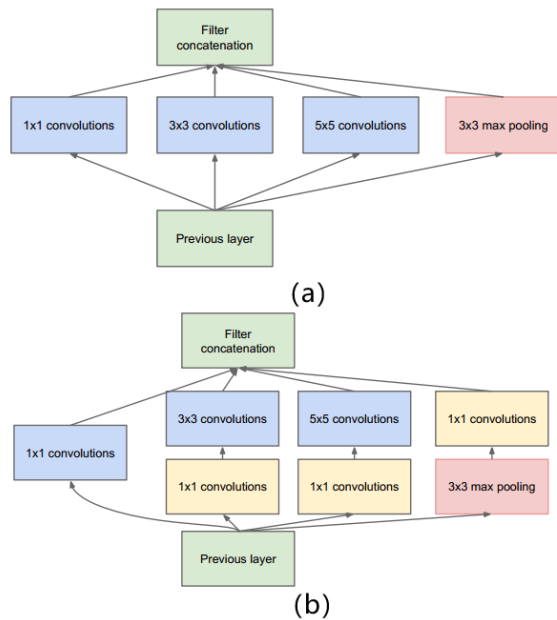 Filter
concatenation
1x1 convolutions
3x3 convolutions
5x5 convolutions
3x3 max pooling
Previous layer
(a)
Filter
concatenation
3x3 convolutions
5x5 convolutions
1x1 convolutions
1x1 convolutions
1x1 convolutions
1x1 convolutions
3x3 max pooling
Previous layer
(b)